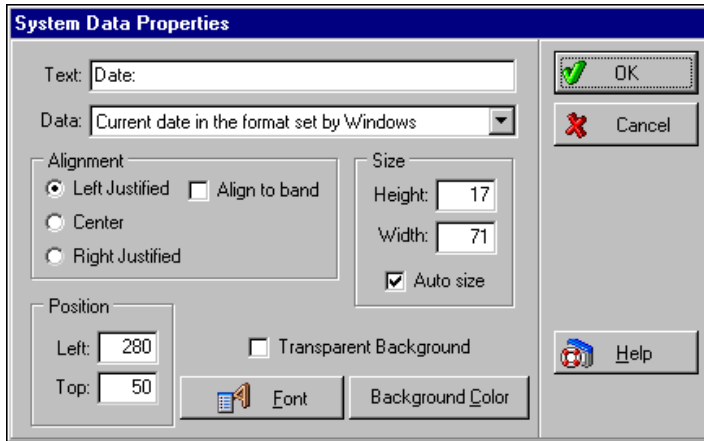 System Data Properties
Text: Date:
Data: Current date in the format set by Windows
Alignment
Left Justified Align to band
Center
Right Justified
Size
Height: 17
Width: 71
Auto size
Position
Left: 280
Top: 50
Transparent Background
Font Background Color
OK
Cancel
Help